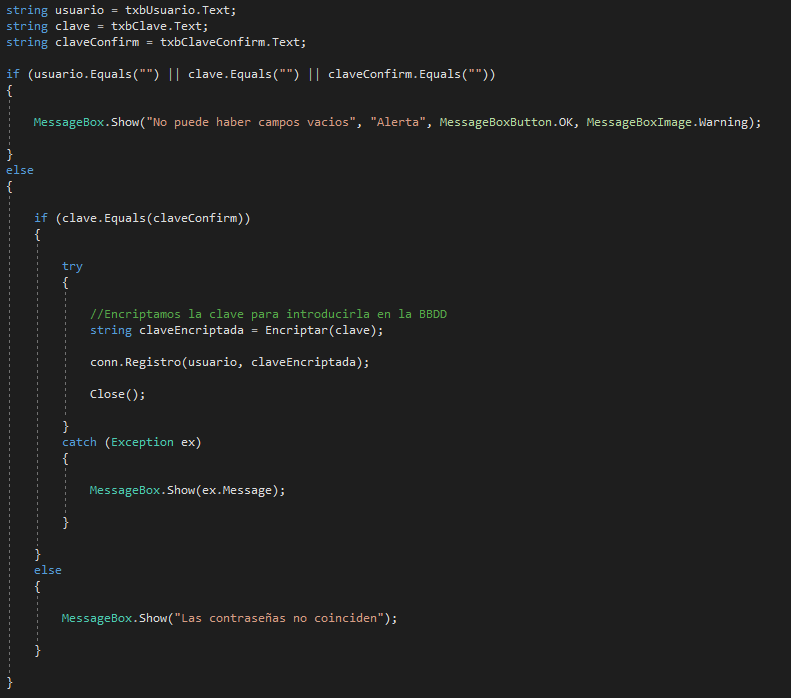 string usuario = txbUsuario.Text;
string clave = txbClave.Text;
string claveConfirm = txbClaveConfirm.Text;
if (usuario.Equals("") || clave.Equals("") || claveConfirm.Equals(""))
{
MessageBox.Show("No puede haber campos vacios", "Alerta", MessageBoxButton.OK, MessageBoxImage.Warning);
}
else
{
if (clave.Equals(claveConfirm))
{
try
{
//Encriptamos la clave para introducirla en la BBDD
string claveEncriptada = Encriptar(clave);
conn.Registro(usuario, claveEncriptada);
Close();
}
catch (Exception ex)
{
MessageBox.Show(ex.Message);
}
}
else
{
MessageBox.Show("Las contraseñas no coinciden");
}
}